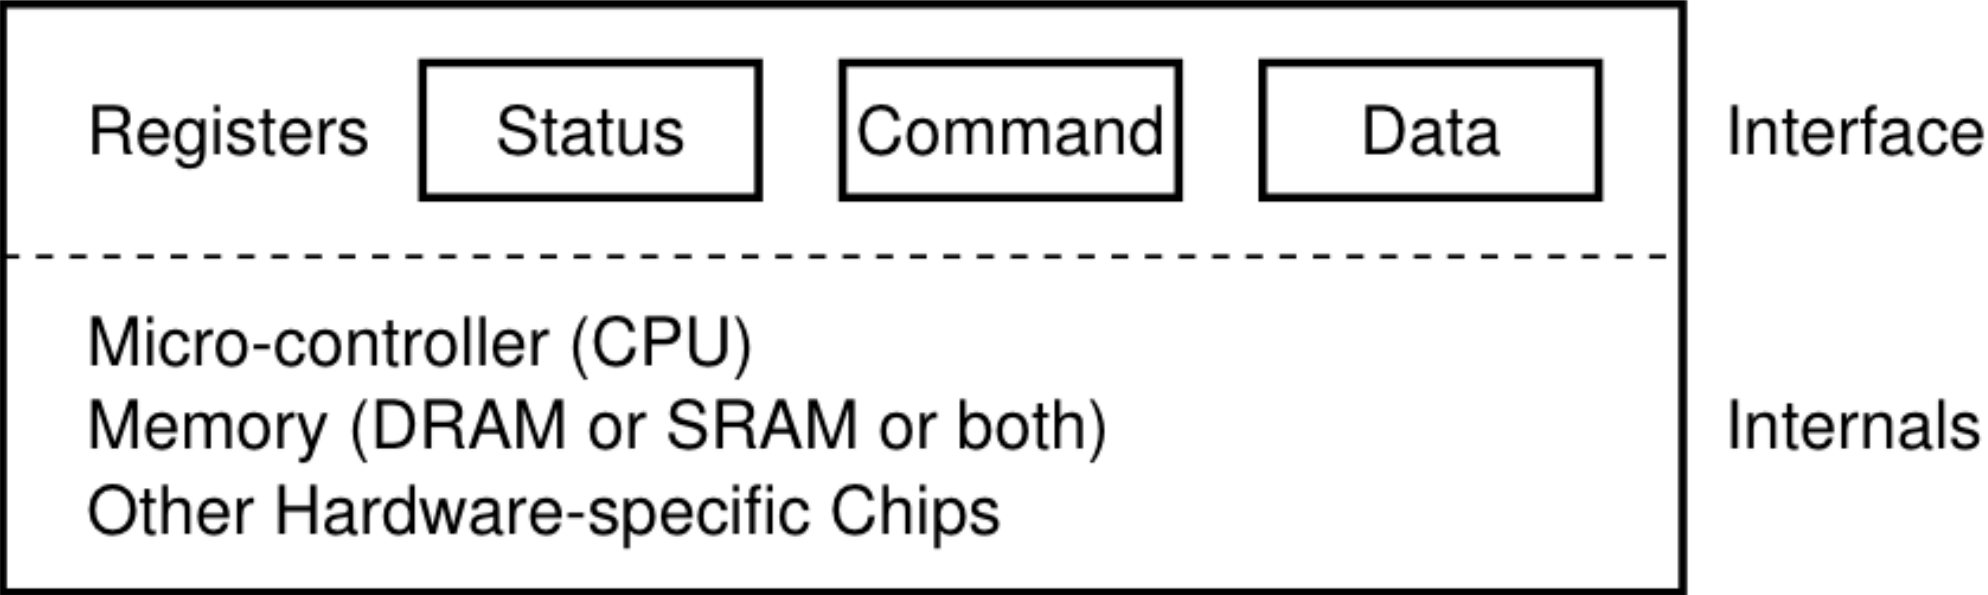 Registers Status Command Data Interface
Micro-controller (CPU)
Memory (DRAM or SRAM or both) Internals
Other Hardware-specific Chips